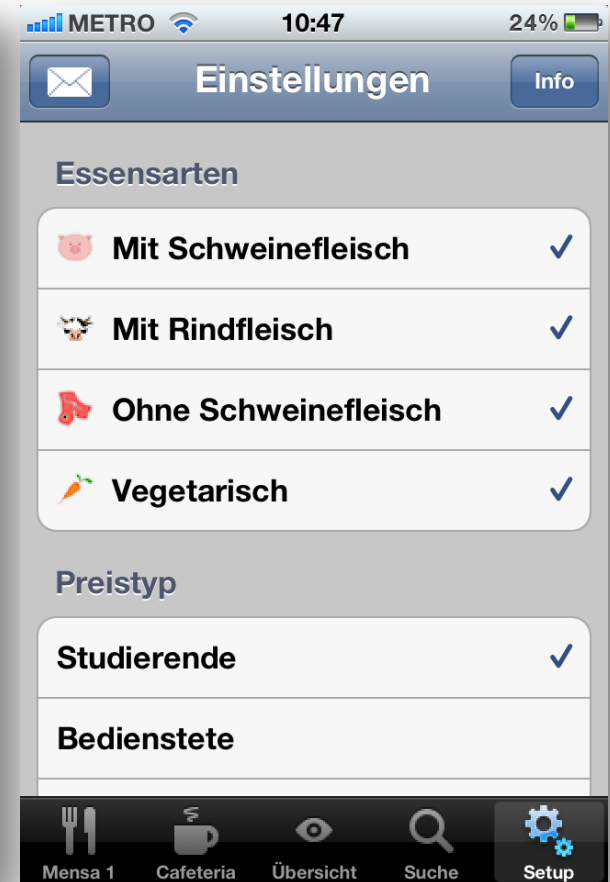 METRO 10:47 24%
Einstellungen Info
Essensarten
Mit Schweinefleisch
Mit Rindfleisch
Ohne Schweinefleisch
Vegetarisch
Preistyp
Studierende
Bedienstete
Mensa 1 Cafeteria Übersicht Suche Setup